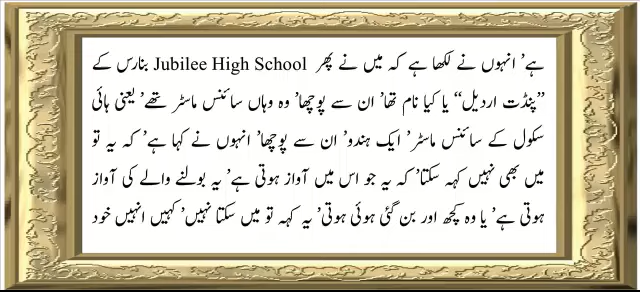 ہے' انہوں نے لکھا ہے کہ میں نے پھر Jubilee High School بنارس کے
”پنڈت اردیل“ یا کیا نام تھا' ان سے پوچھا' وہ وہاں سائنس ماسٹر تھے' یعنی ہائی
سکول کے سائنس ماسٹر' ایک ہندو' ان سے پوچھا' انہوں نے کہا ہے' کہ یہ تو
میں بھی نہیں کہہ سکتا' کہ یہ جو اس میں آواز ہوتی ہے' یہ بولنے والے کی آواز
ہوتی ہے' یا وہ کچھ اور بن گئی ہوئی ہوتی' یہ کہہ تو میں سکتا نہیں' کہیں انہیں خود